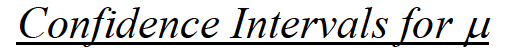 Confidence Intervals for μ